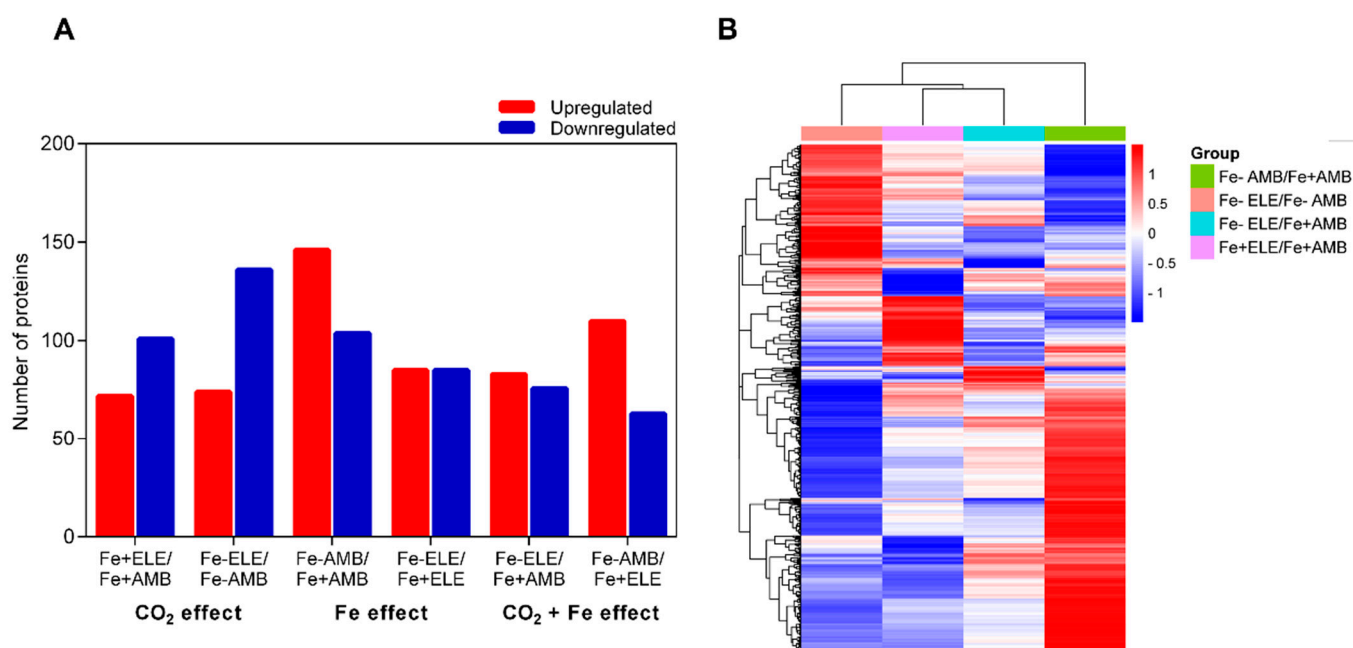 A
Upregulated
Downregulated
200
150
100
50
0
Number of proteins
Fe+ELE/
Fe+AMB
Fe-ELE/
Fe-AMB
Fe-AMB/
Fe+AMB
Fe-ELE/
Fe+ELE
Fe-ELE/
Fe+AMB
Fe-AMB/
Fe+ELE
CO₂ effect
Fe effect
CO₂ + Fe effect
B
1
0.5
0
- 0.5
- 1
Group
Fe- AMB/Fe+AMB
Fe- ELE/Fe- AMB
Fe- ELE/Fe+AMB
Fe+ELE/Fe+AMB